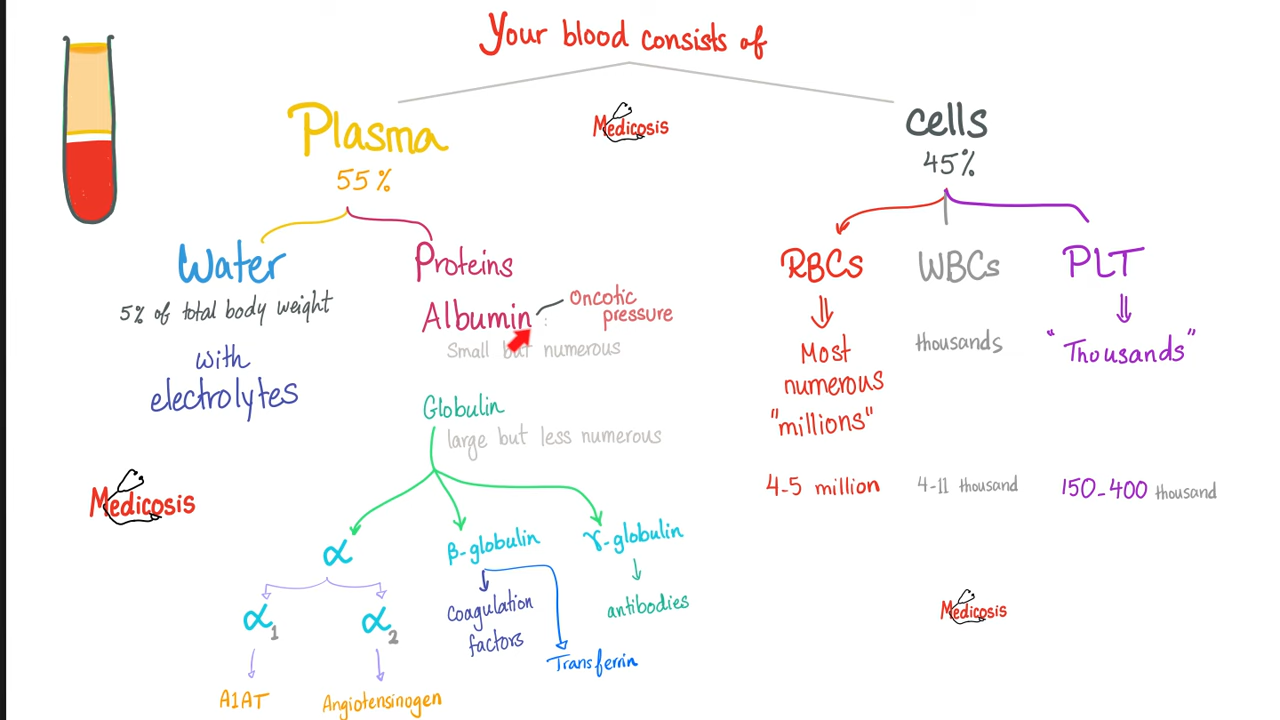 Your blood consists of
Medicosis
Plasma
55%
cells
45%
Water
5% of total body weight
with
electrolytes
Proteins
Albumin
Oncotic
pressure
Small but numerous
Globulin
large but less numerous
α
α1
α2
A1AT
Angiotensinogen
β-globulin
Coagulation
factors
Transferrin
γ-globulin
antibodies
RBCs
Most
numerous
"millions"
4-5 million
WBCs
thousands
4-11 thousand
PLT
"Thousands"
150-400 thousand
Medicosis
Medicosis